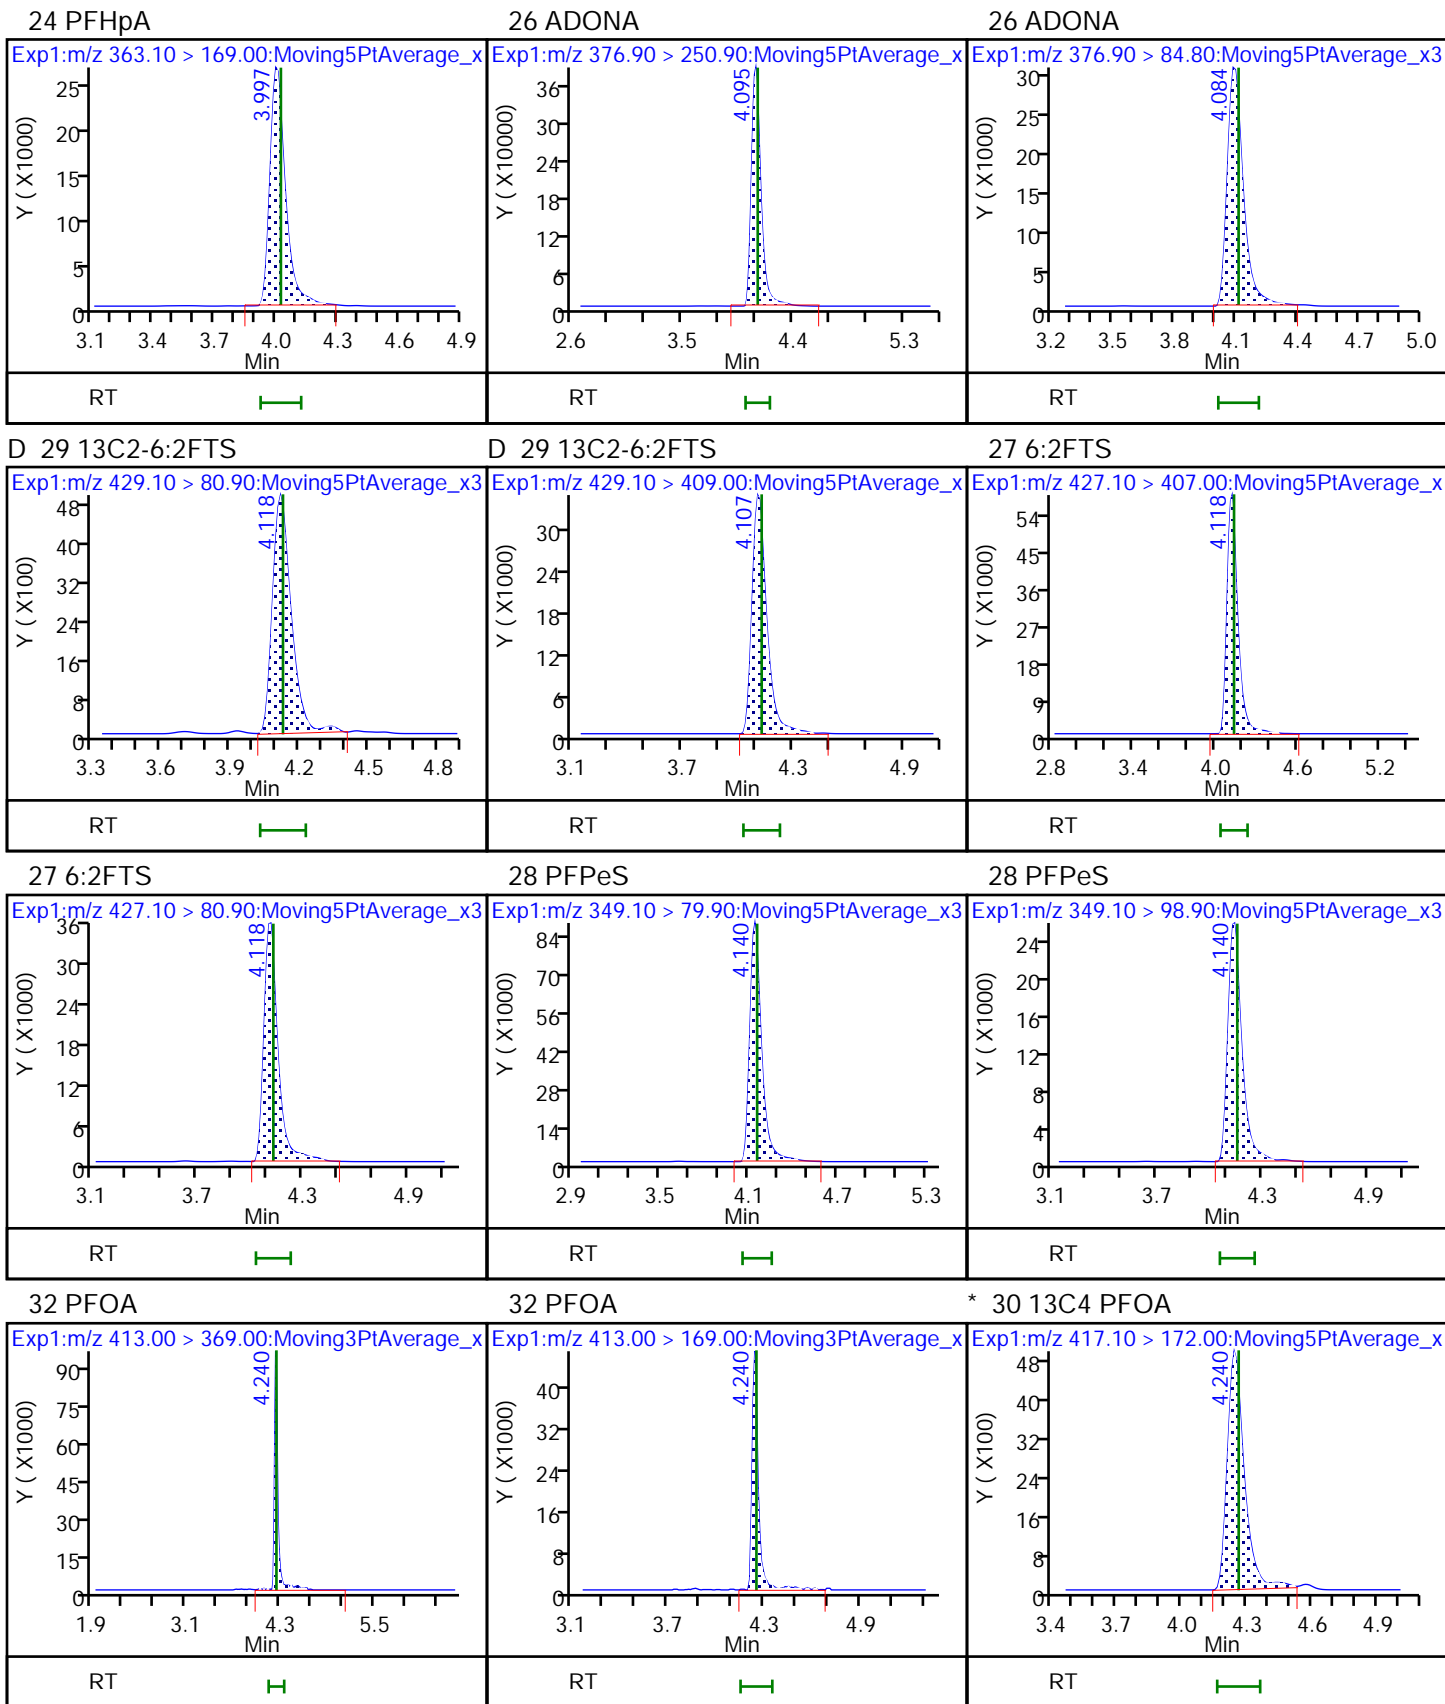 24 PFHpA
26 ADONA
26 ADONA
Exp1:m/z 363.10 > 169.00:Moving5PtAverage_x
Exp1:m/z 376.90 > 250.90:Moving5PtAverage_x
Exp1:m/z 376.90 > 84.80:Moving5PtAverage_x3
3.997
4.095
4.084
Y ( X1000)
25
20
15
10
5
0
Y ( X10000)
36
30
24
18
12
6
0
Y ( X1000)
30
25
20
15
10
5
0
3.1 3.4 3.7 4.0 4.3 4.6 4.9
2.6 3.5 4.4 5.3
3.2 3.5 3.8 4.1 4.4 4.7 5.0
Min
Min
Min
RT
RT
RT
D 29 13C2-6:2FTS
D 29 13C2-6:2FTS
27 6:2FTS
Exp1:m/z 429.10 > 80.90:Moving5PtAverage_x3
Exp1:m/z 429.10 > 409.00:Moving5PtAverage_x
Exp1:m/z 427.10 > 407.00:Moving5PtAverage_x
4.118
4.107
4.118
Y ( X100)
48
40
32
24
16
8
0
Y ( X1000)
30
24
18
12
6
0
Y ( X1000)
54
45
36
27
18
9
0
3.3 3.6 3.9 4.2 4.5 4.8
3.1 3.7 4.3 4.9
2.8 3.4 4.0 4.6 5.2
Min
Min
Min
RT
RT
RT
27 6:2FTS
28 PFPeS
28 PFPeS
Exp1:m/z 427.10 > 80.90:Moving5PtAverage_x3
Exp1:m/z 349.10 > 79.90:Moving5PtAverage_x3
Exp1:m/z 349.10 > 98.90:Moving5PtAverage_x3
4.118
4.140
4.140
Y ( X1000)
36
30
24
18
12
6
0
Y ( X1000)
84
70
56
42
28
14
0
Y ( X1000)
24
20
16
12
8
4
0
3.1 3.7 4.3 4.9
2.9 3.5 4.1 4.7 5.3
3.1 3.7 4.3 4.9
Min
Min
Min
RT
RT
RT
32 PFOA
32 PFOA
* 30 13C4 PFOA
Exp1:m/z 413.00 > 369.00:Moving3PtAverage_x
Exp1:m/z 413.00 > 169.00:Moving3PtAverage_x
Exp1:m/z 417.10 > 172.00:Moving5PtAverage_x
4.240
4.240
4.240
Y ( X1000)
90
75
60
45
30
15
0
Y ( X1000)
40
32
24
16
8
0
Y ( X100)
48
40
32
24
16
8
0
1.9 3.1 4.3 5.5
3.1 3.7 4.3 4.9
3.4 3.7 4.0 4.3 4.6 4.9
Min
Min
Min
RT
RT
RT